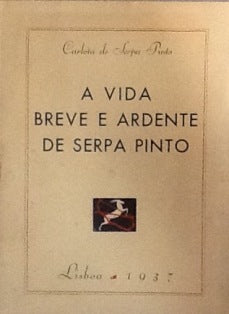 Carlota de Serpa Pinto
A VIDA
BREVE E ARDENTE
DE SERPA PINTO
Lisboa 1937